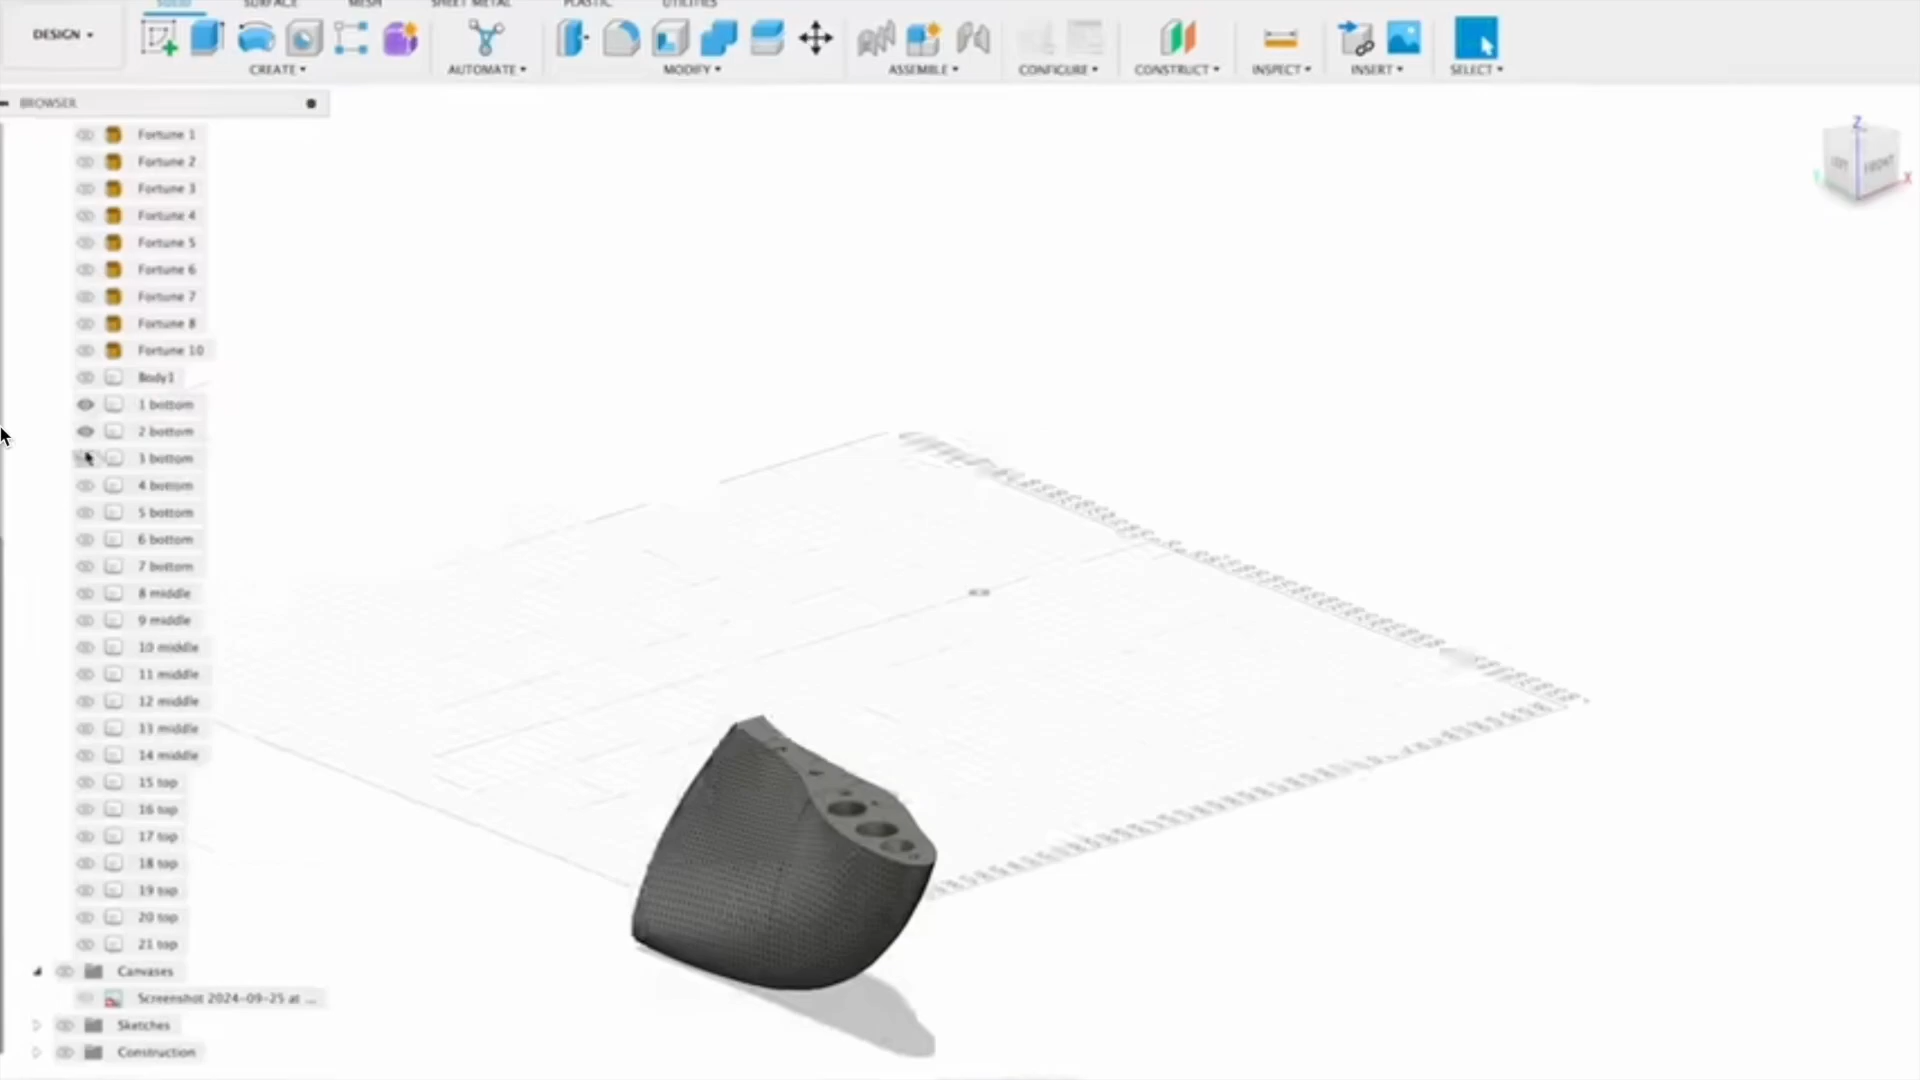 SOLID
SURFACE
MESH
SHEET METAL
PLASTIC
UTILITIES
DESIGN
CREATE
AUTOMATE
MODIFY
ASSEMBLE
CONFIGURE
CONSTRUCT
INSPECT
INSERT
SELECT
BROWSER
Z
LEFT
FRONT
X
Fortune 1
Fortune 2
Fortune 3
Fortune 4
Fortune 5
Fortune 6
Fortune 7
Fortune 8
Fortune 10
Body1
1 bottom
2 bottom
3 bottom
4 bottom
5 bottom
6 bottom
7 bottom
8 middle
9 middle
10 middle
11 middle
12 middle
13 middle
14 middle
15 top
16 top
17 top
18 top
19 top
20 top
21 top
Canvases
Screenshot 2024-09-25 at ...
Sketches
Construction